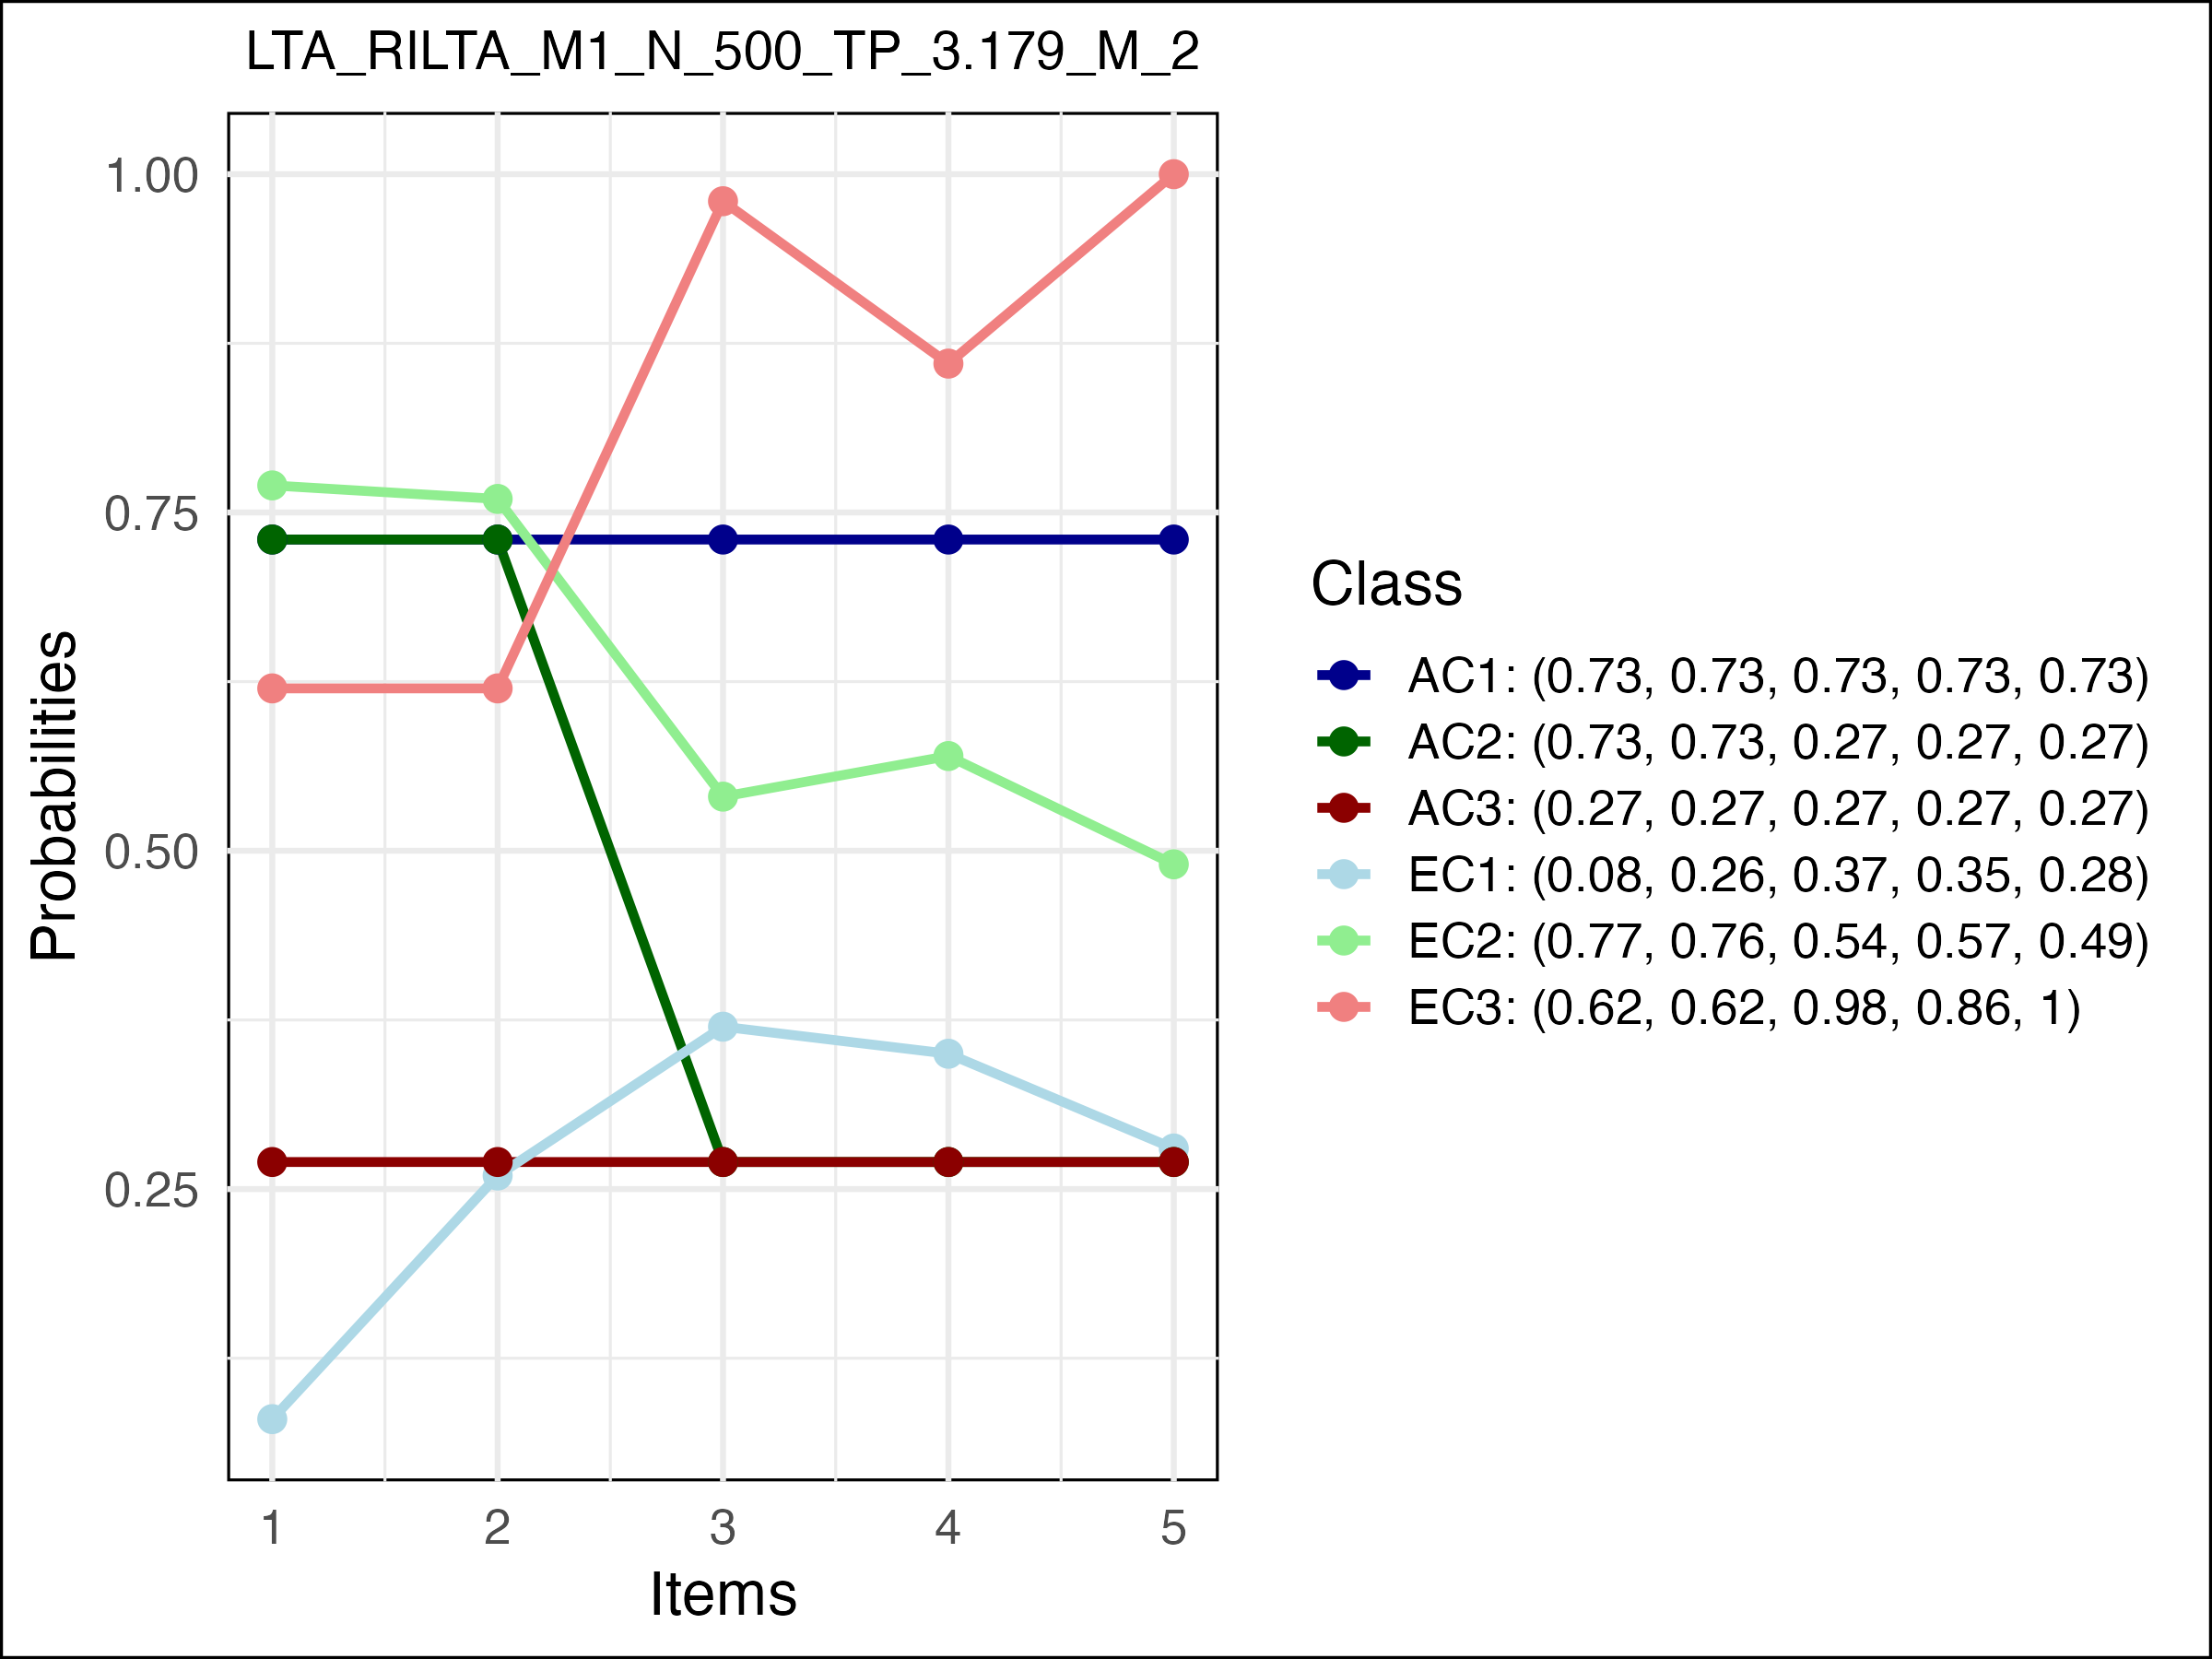 LTA_RILTA_M1_N_500_TP_3.179_M_2
1.00
0.75
0.50
0.25
Probabilities
1 2 3 4 5
Items
Class
AC1: (0.73, 0.73, 0.73, 0.73, 0.73)
AC2: (0.73, 0.73, 0.27, 0.27, 0.27)
AC3: (0.27, 0.27, 0.27, 0.27, 0.27)
EC1: (0.08, 0.26, 0.37, 0.35, 0.28)
EC2: (0.77, 0.76, 0.54, 0.57, 0.49)
EC3: (0.62, 0.62, 0.98, 0.86, 1)